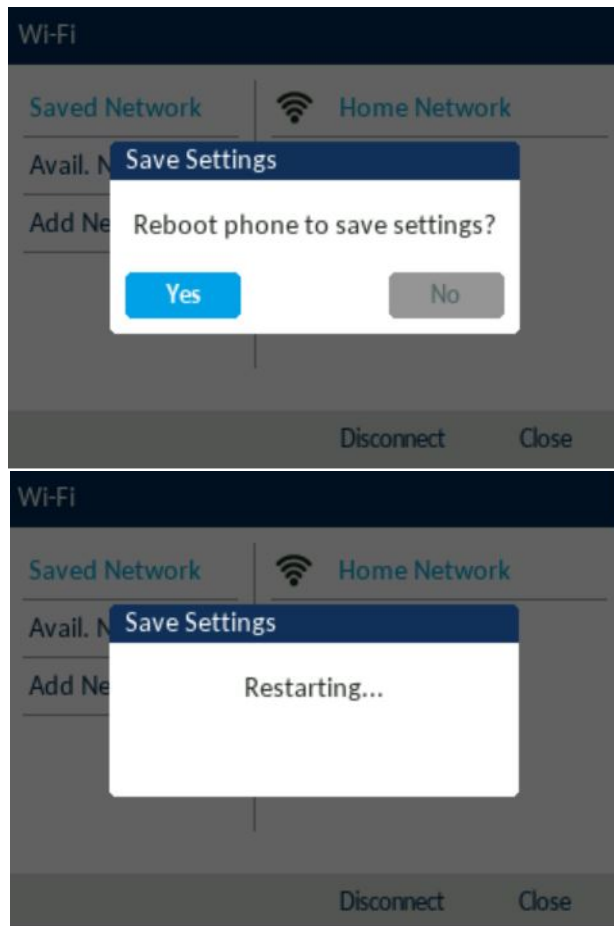 Wi-Fi
Saved Network
Home Network
Avail. N
Save Settings
Add Ne
Reboot phone to save settings?
Yes
No
Disconnect
Close
Wi-Fi
Saved Network
Home Network
Avail. N
Save Settings
Add Ne
Restarting...
Disconnect
Close